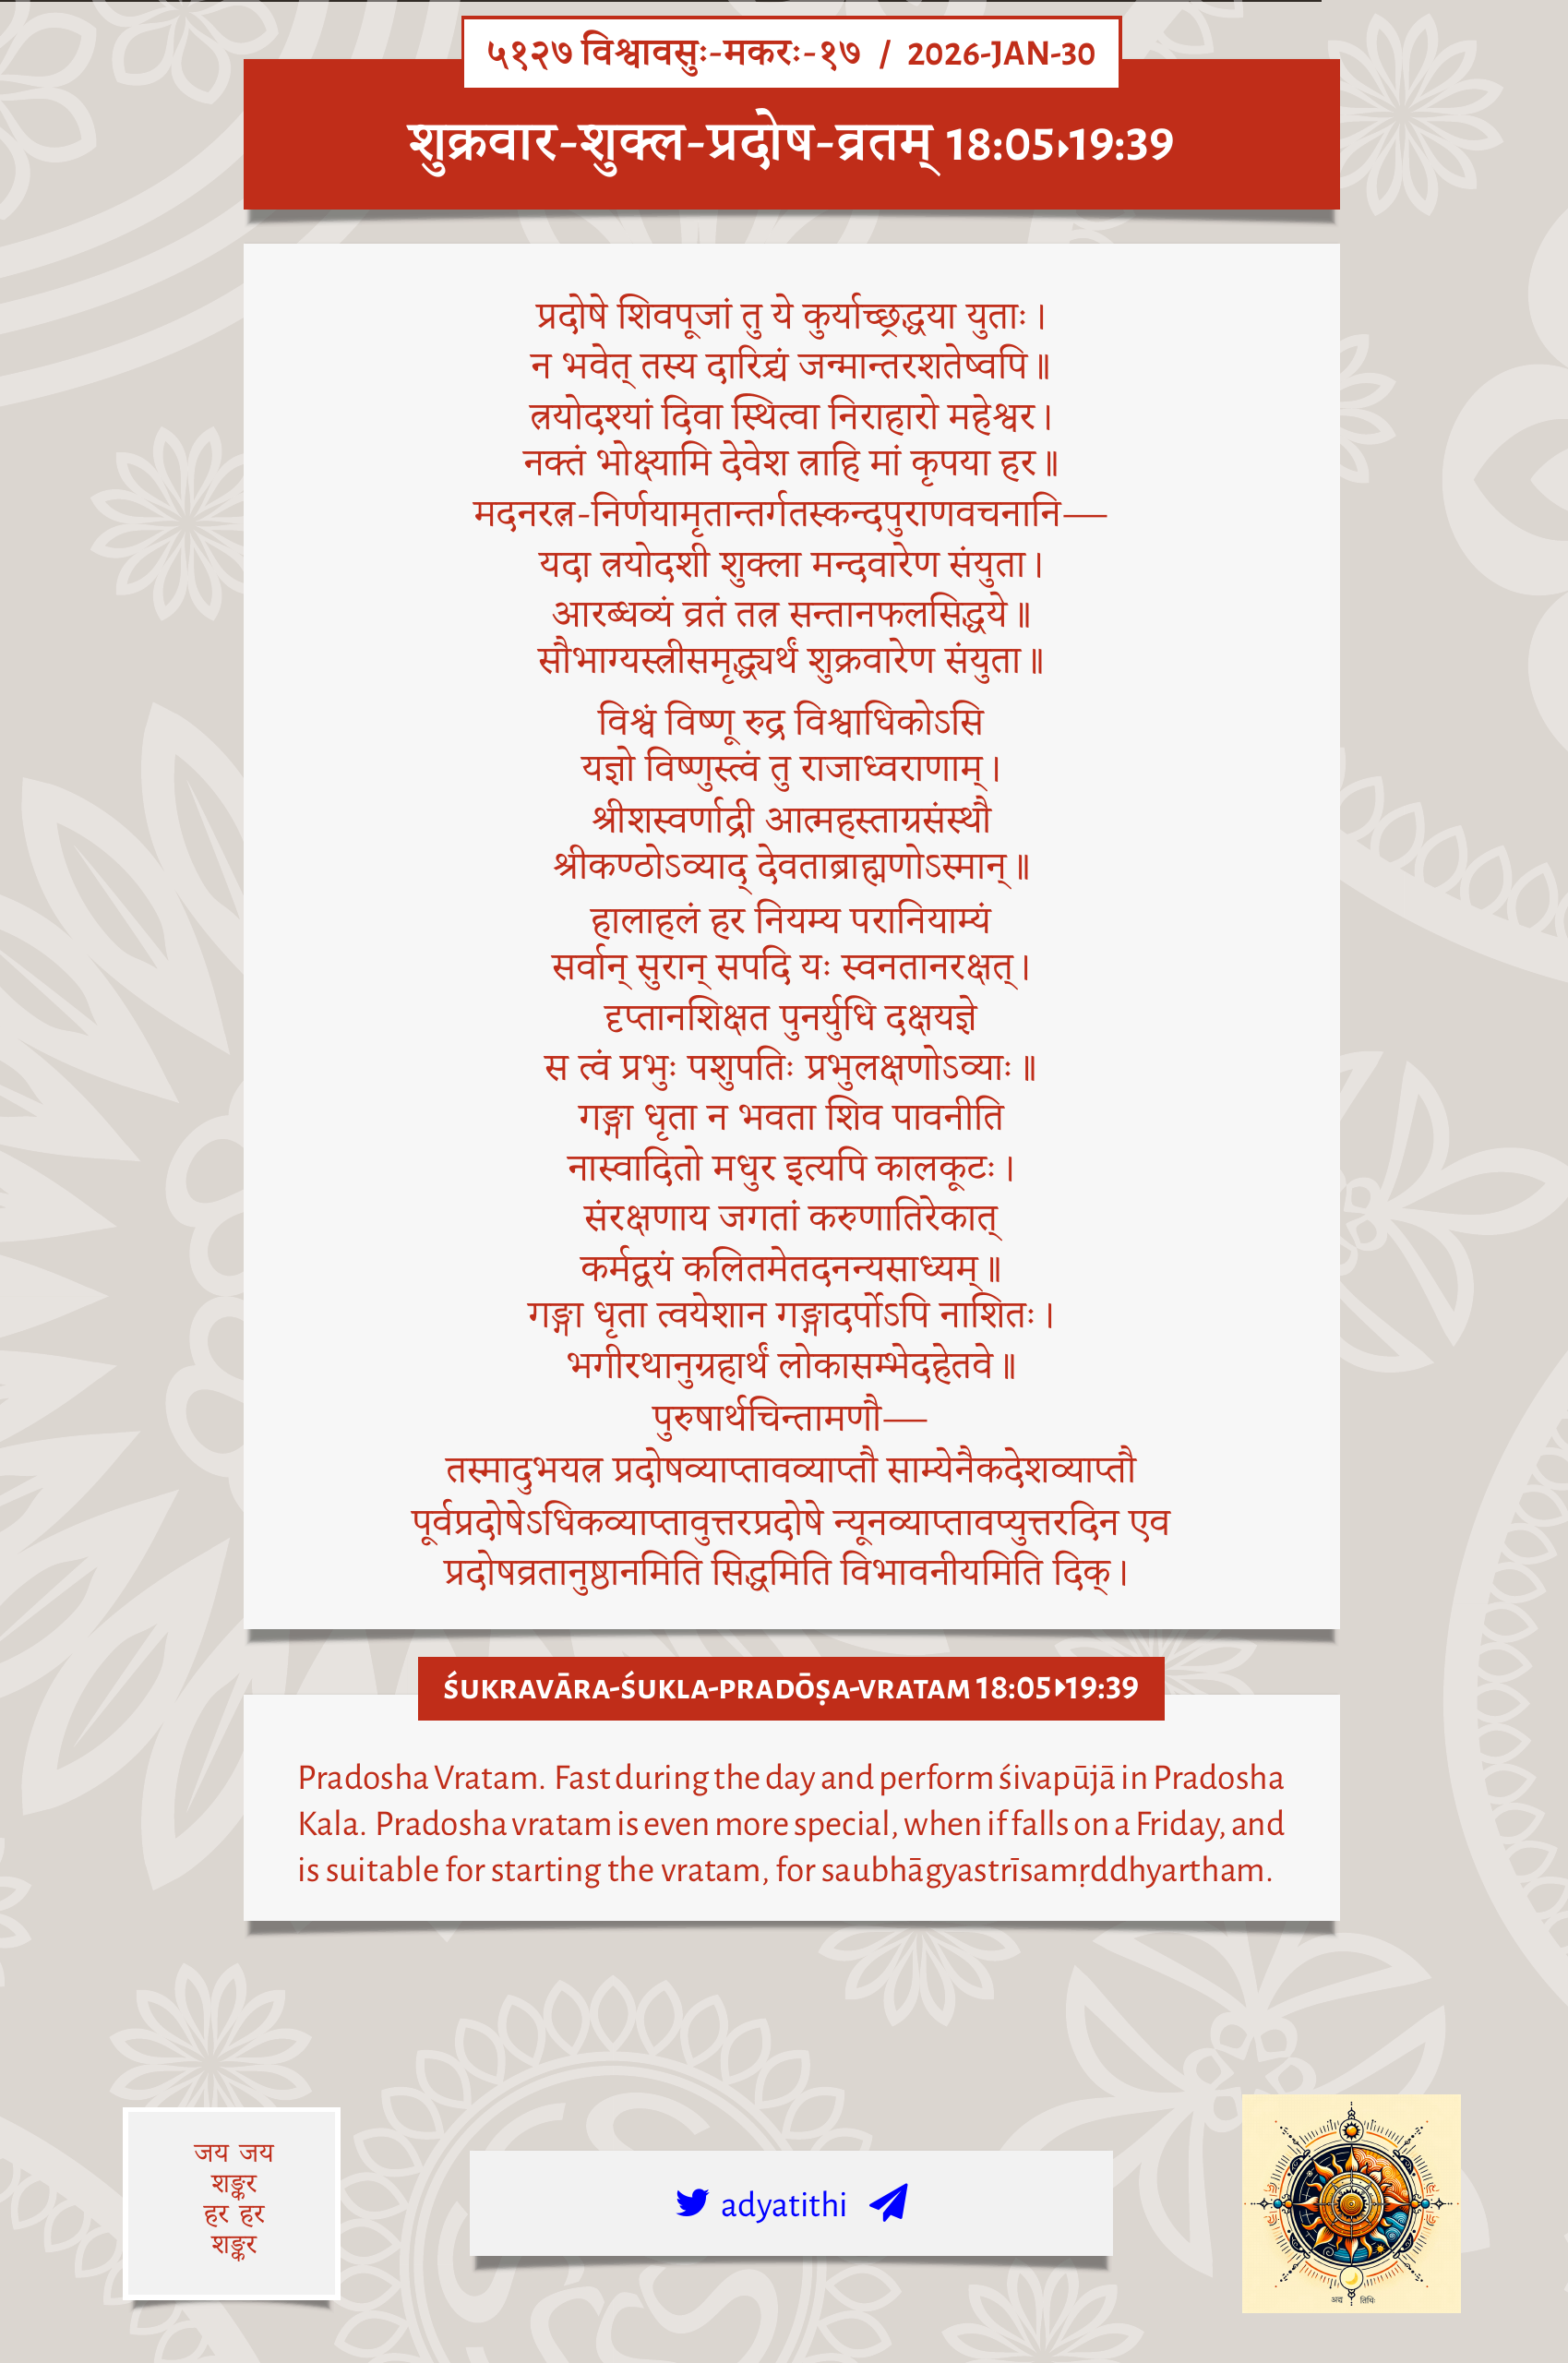 ५१२७ विश्वावसुः-मकरः-१७ / 2026-JAN-30
शुक्रवार-शुक्ल-प्रदोष-व्रतम् 18:05▸19:39
प्रदोषे शिवपूजां तु ये कुर्याच्छ्रद्धया युताः।
न भवेत् तस्य दारिद्र्यं जन्मान्तरशतेष्वपि॥
त्रयोदश्यां दिवा स्थित्वा निराहारो महेश्वर।
नक्तं भोक्ष्यामि देवेश त्राहि मां कृपया हर॥
मदनरत्न-निर्णयामृतान्तर्गतस्कन्दपुराणवचनानि—
यदा त्रयोदशी शुक्ला मन्दवारेण संयुता।
आरब्धव्यं व्रतं तत्र सन्तानफलसिद्धये॥
सौभाग्यस्त्रीसमृद्ध्यर्थं शुक्रवारेण संयुता॥
विश्वं विष्णू रुद्र विश्वाधिकोऽसि
यज्ञो विष्णुस्त्वं तु राजाध्वराणाम्।
श्रीशस्वर्णाद्री आत्महस्ताग्रसंस्थौ
श्रीकण्ठोऽव्याद् देवताब्राह्मणोऽस्मान्॥
हालाहलं हर नियम्य परानियाम्यं
सर्वान् सुरान् सपदि यः स्वनतानरक्षत्।
दृप्तानशिक्षत पुनर्युधि दक्षयज्ञे
स त्वं प्रभुः पशुपतिः प्रभुलक्षणोऽव्याः॥
गङ्गा धृता न भवता शिव पावनीति
नास्वादितो मधुर इत्यपि कालकूटः।
संरक्षणाय जगतां करुणातिरेकात्
कर्मद्वयं कलितमेतदनन्यसाध्यम्॥
गङ्गा धृता त्वयेशान गङ्गादर्पोऽपि नाशितः।
भगीरथानुग्रहार्थं लोकासम्भेदहेतवे॥
पुरुषार्थचिन्तामणौ—
तस्मादुभयत्र प्रदोषव्याप्तावव्याप्तौ साम्येनैकदेशव्याप्तौ
पूर्वप्रदोषेऽधिकव्याप्तावुत्तरप्रदोषे न्यूनव्याप्तावप्युत्तरदिन एव
प्रदोषव्रतानुष्ठानमिति सिद्धमिति विभावनीयमिति दिक्।
ŚUKRAVĀRA-ŚUKLA-PRADŌṢA-VRATAM 18:05▸19:39
Pradosha Vratam. Fast during the day and perform śivapūjā in Pradosha
Kala. Pradosha vratam is even more special, when if falls on a Friday, and
is suitable for starting the vratam, for saubhāgyastrīsamṛddhyartham.
जय जय
शङ्कर
हर हर
शङ्कर
adyatithi
अद्य तिथिः